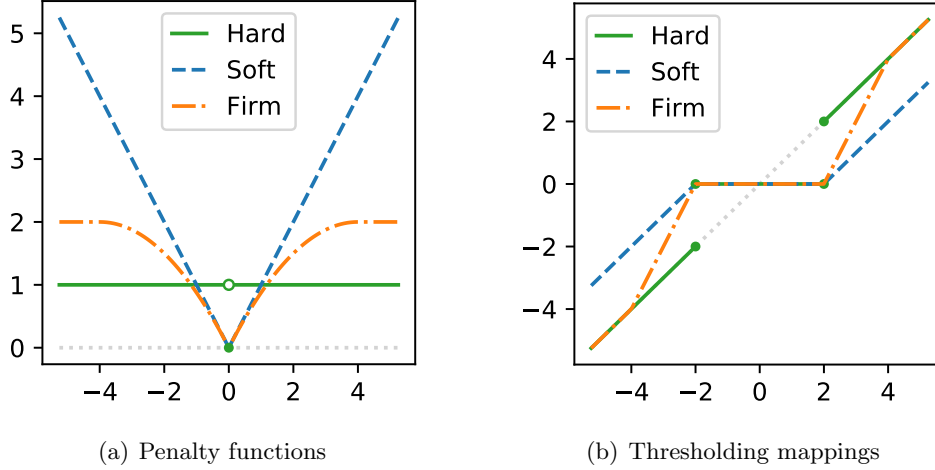 5
4
3
2
1
0
−4 −2 0 2 4
Hard
Soft
Firm
(a) Penalty functions
4
2
0
−2
−4
−4 −2 0 2 4
Hard
Soft
Firm
(b) Thresholding mappings